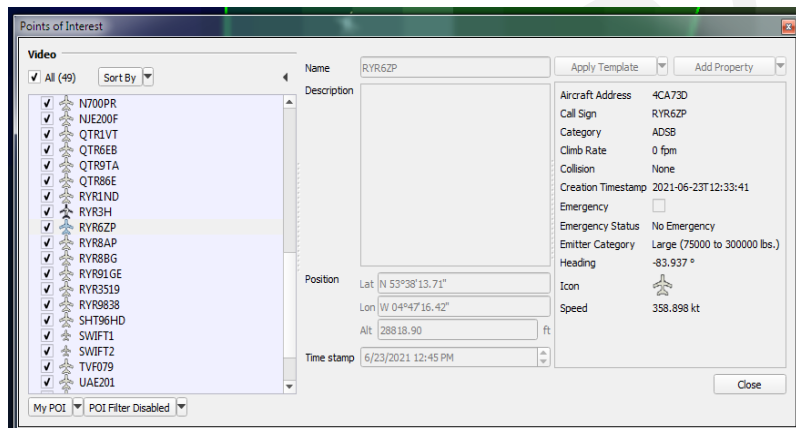 Points of Interest
Video
All (49)
Sort By
N700PR
NJE200F
QTR1VT
QTR6EB
QTR9TA
QTR86E
RYR1ND
RYR3H
RYR6ZP
RYR8AP
RYR8BG
RYR91GE
RYR3519
RYR9838
SHT96HD
SWIFT1
SWIFT2
TVF079
UAE201
My POI
POI Filter Disabled
Name RYR6ZP
Description
Position
Lat N 53°38'13.71"
Lon W 04°47'16.42"
Alt 28818.90 ft
Time stamp 6/23/2021 12:45 PM
Apply Template
Add Property
Aircraft Address 4CA73D
Call Sign RYR6ZP
Category ADSB
Climb Rate 0 fpm
Collision None
Creation Timestamp 2021-06-23T12:33:41
Emergency
Emergency Status No Emergency
Emitter Category Large (75000 to 300000 lbs.)
Heading -83.937 °
Icon
Speed 358.898 kt
Close